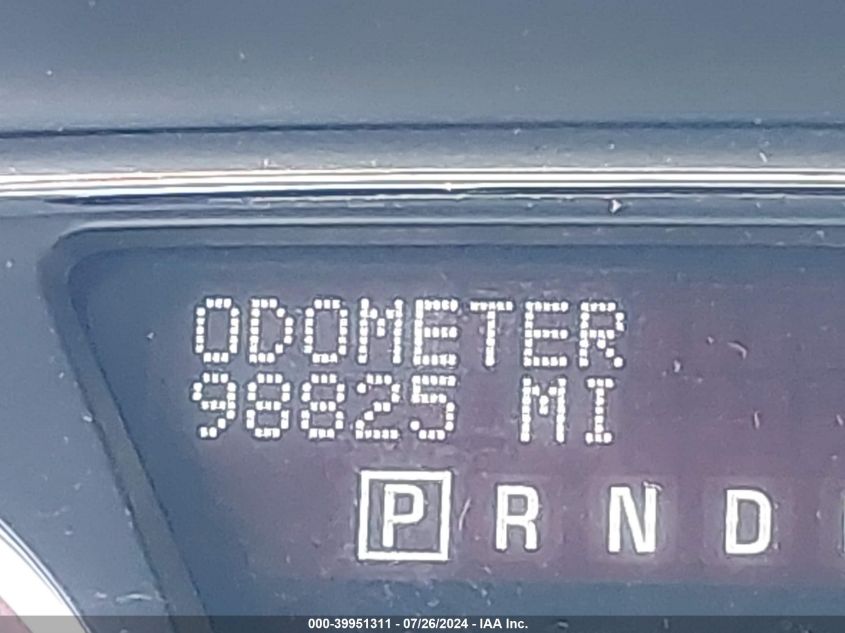 ODOMETER
98825 MI
P R N D
000-39951311 - 07/26/2024 - IAA Inc.